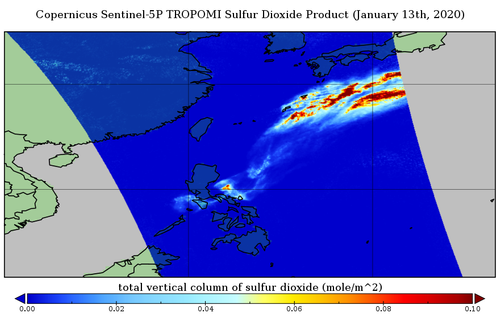 Copernicus Sentinel-5P TROPOMI Sulfur Dioxide Product (January 13th, 2020)
total vertical column of sulfur dioxide (mole/m^2)
0.00 0.02 0.04 0.06 0.08 0.10